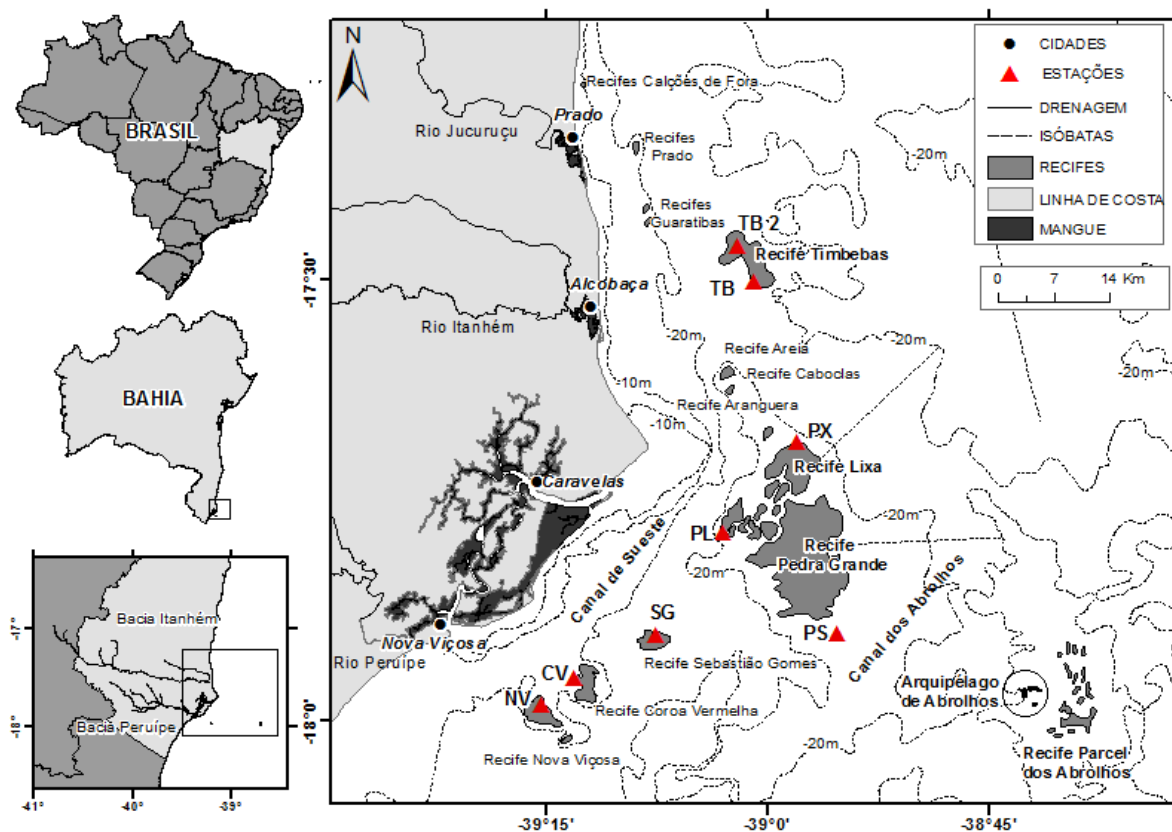 BRASIL
BAHIA
Bacia Itanhém
Bacia Peruípe
-17°
-18°
-41°
-40°
-39°
N
CIDADES
ESTAÇÕES
DRENAGEM
ISÓBATAS
RECIFES
LINHA DE COSTA
MANGUE
0 7 14 Km
Recifes Calções de Fora
Rio Jucuruçu
Prado
Recifes
Prado
-20m
Recifes
Guaratibas
TB 2
Recife Timbebas
TB
-17°30'
Alcobaça
Rio Itanhém
-20m
-20m
-20m
Recife Areia
Recife Caboclas
-10m
Recife Aranguera
-10m
PX
Recife Lixa
Caravelas
-20m
PL
Canal de Sueste
Recife
Pedra Grande
-20m
SG
PS
Canal dos Abrolhos
Nova Viçosa
Rio Peruípe
Recife Sebastião Gomes
CV
Arquipélago
de Abrolhos
NV
Recife Coroa Vermelha
-18°0'
-20m
Recife Nova Viçosa
Recife Parcel
dos Abrolhos
-39°15'
-39°0'
-38°45'